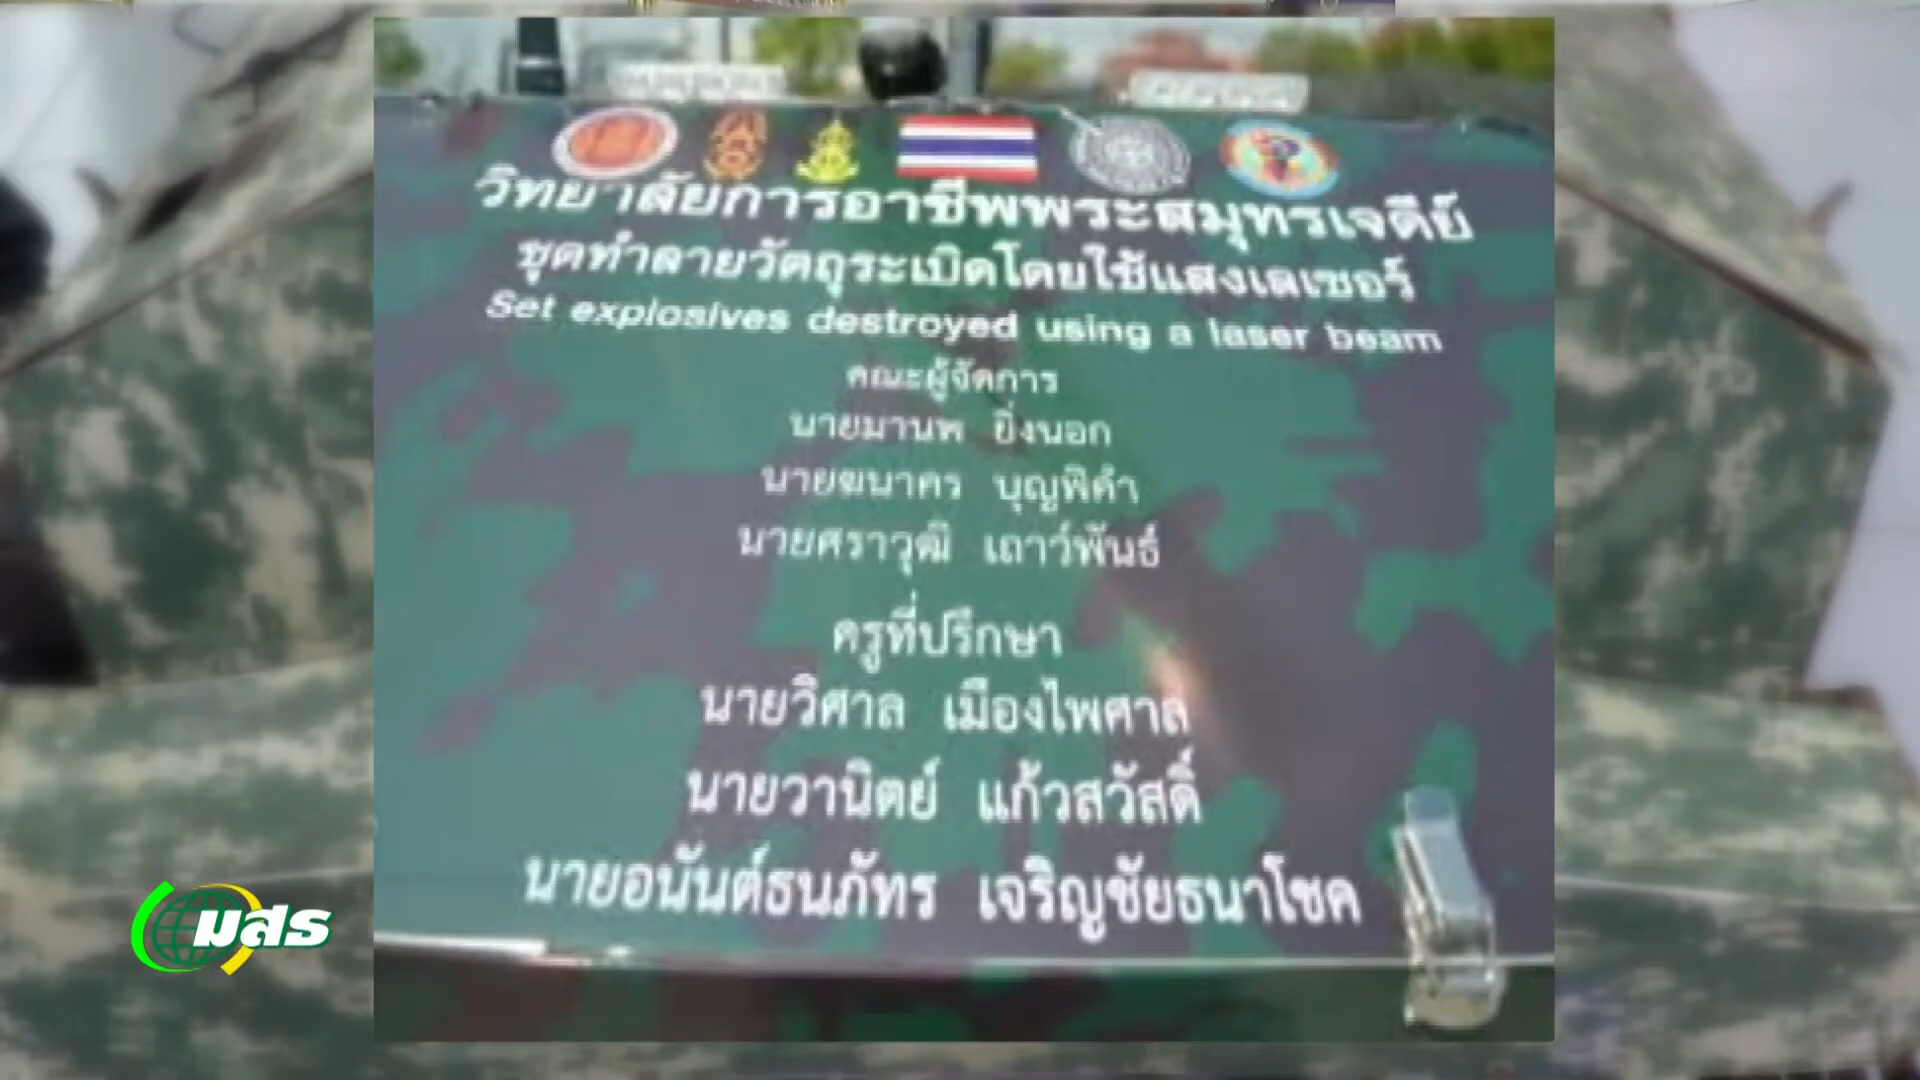 วิทยาลัยการอาชีพพระสมุทรเจดีย์
ชุดทำลายวัตถุระเบิดโดยใช้แสงเลเซอร์
Set explosives destroyed using a laser beam
คณะผู้จัดการ
นายมานพ ยิ่งนอก
นายฆนาคร บุญพิคำ
นายศราวุฒิ เถาว์พันธ์
ครูที่ปรึกษา
นายวิศาล เมืองไพศาล
นายวานิตย์ แก้วสวัสดิ์
นายอนันต์ธนภัทร เจริญชัยธนาโชค
มสธ